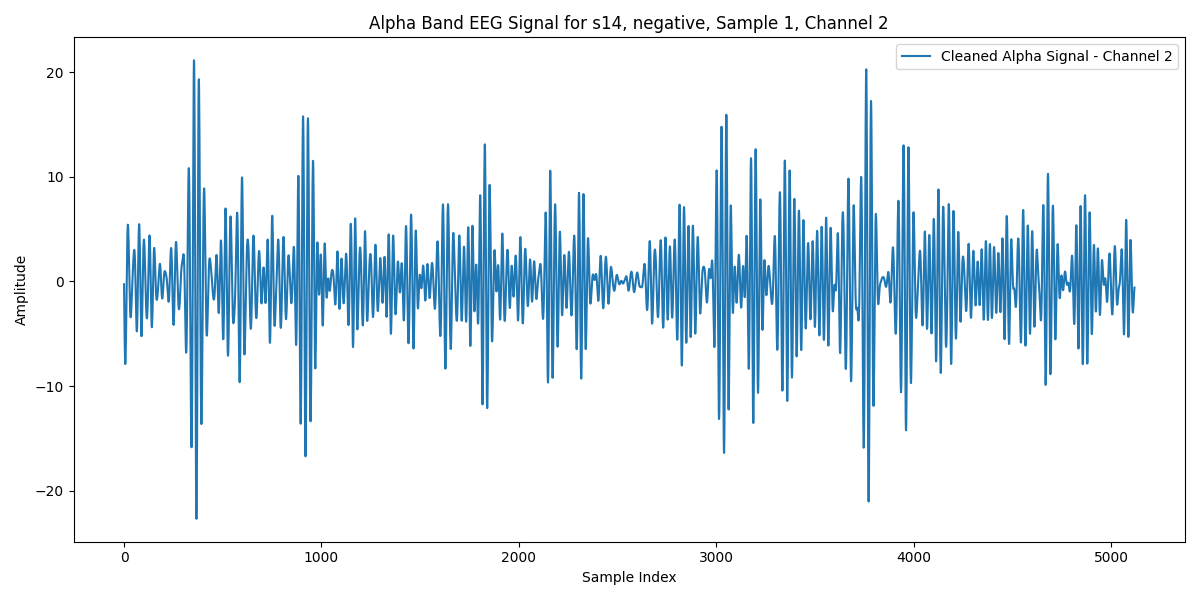 Alpha Band EEG Signal for s14, negative, Sample 1, Channel 2
Cleaned Alpha Signal - Channel 2
20
10
0
−10
−20
Amplitude
0 1000 2000 3000 4000 5000
Sample Index